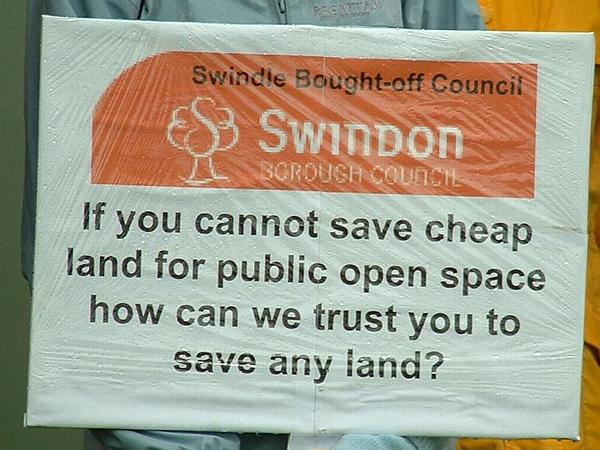 REGATTA
Swindle Bought-off Council
SWINDON
BOROUGH COUNCIL
If you cannot save cheap
land for public open space
how can we trust you to
save any land?